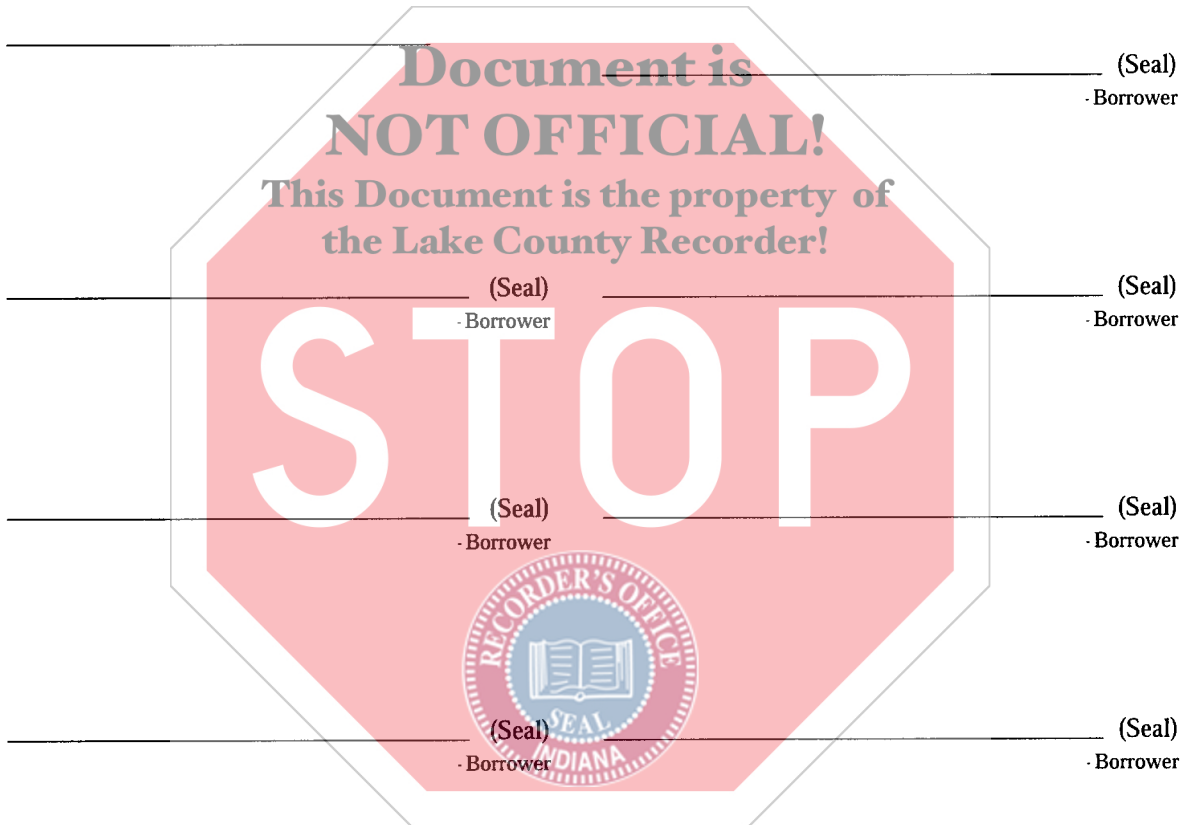 Document is
(Seal)
- Borrower
NOT OFFICIAL!
This Document is the property of
the Lake County Recorder!
(Seal) (Seal)
- Borrower - Borrower
STOP
(Seal) (Seal)
- Borrower - Borrower
RECORDER'S OFFICE
SEAL
(Seal) (Seal)
INDIANA
- Borrower - Borrower